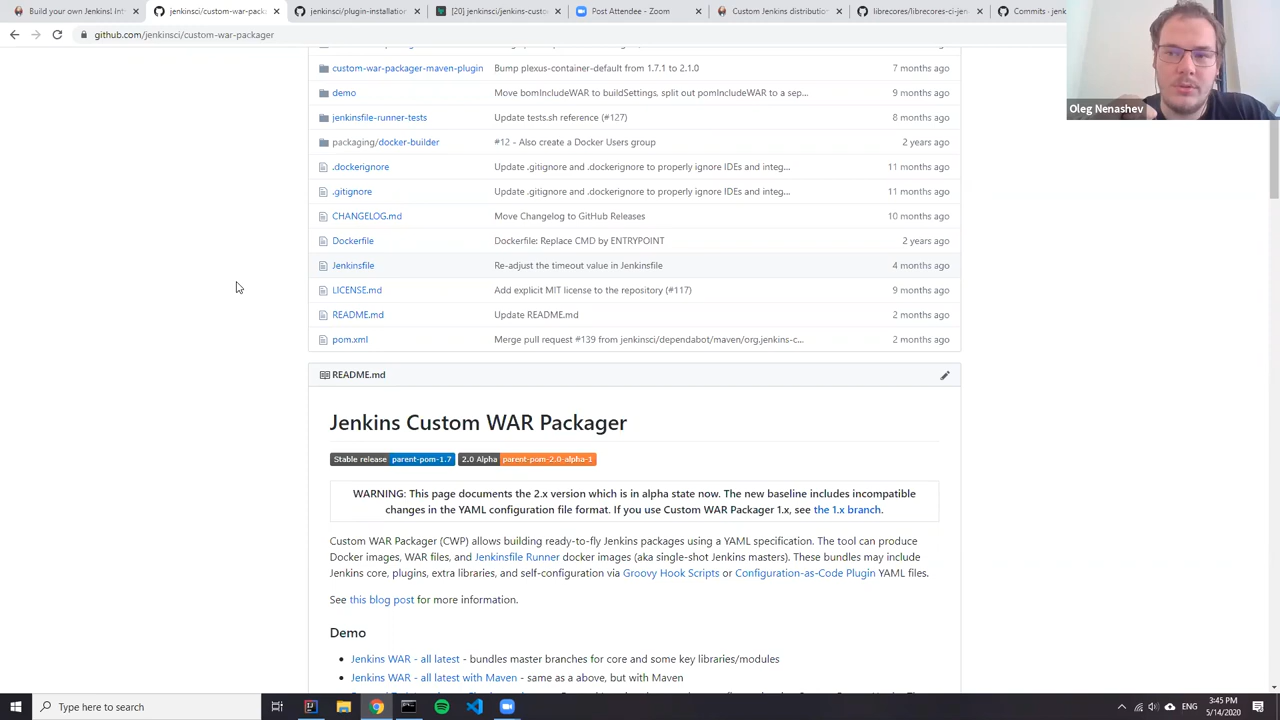 Build your own Jenkins! Int
jenkinsci/custom-war-packa
jenkinsci/plugin-installation
[20] jenkinsci/jenkins-custo
Post Attendee - Zoom
Custom Jenkins distribution
librecores/librecores-ci-jen
Commits · jen
github.com/jenkinsci/custom-war-packager
Oleg Nenashev
custom-war-packager-maven-plugin Bump plexus-container-default from 1.7.1 to 2.1.0 7 months ago
demo Move bomIncludeWAR to buildSettings, split out pomIncludeWAR to a sep... 9 months ago
jenkinsfile-runner-tests Update tests.sh reference (#127) 8 months ago
packaging/docker-builder #12 - Also create a Docker Users group 2 years ago
.dockerignore Update .gitignore and .dockerignore to properly ignore IDEs and integ... 11 months ago
.gitignore Update .gitignore and .dockerignore to properly ignore IDEs and integ... 11 months ago
CHANGELOG.md Move Changelog to GitHub Releases 10 months ago
Dockerfile Dockerfile: Replace CMD by ENTRYPOINT 2 years ago
Jenkinsfile Re-adjust the timeout value in Jenkinsfile 4 months ago
LICENSE.md Add explicit MIT license to the repository (#117) 9 months ago
README.md Update README.md 2 months ago
pom.xml Merge pull request #139 from jenkinsci/dependabot/maven/org.jenkins-c... 2 months ago
README.md
Jenkins Custom WAR Packager
Stable release parent-pom-1.7 2.0 Alpha parent-pom-2.0-alpha-1
WARNING: This page documents the 2.x version which is in alpha state now. The new baseline includes incompatible
changes in the YAML configuration file format. If you use Custom WAR Packager 1.x, see the 1.x branch.
Custom WAR Packager (CWP) allows building ready-to-fly Jenkins packages using a YAML specification. The tool can produce
Docker images, WAR files, and Jenkinsfile Runner docker images (aka single-shot Jenkins masters). These bundles may include
Jenkins core, plugins, extra libraries, and self-configuration via Groovy Hook Scripts or Configuration-as-Code Plugin YAML files.
See this blog post for more information.
Demo
• Jenkins WAR - all latest - bundles master branches for core and some key libraries/modules
• Jenkins WAR - all latest with Maven - same as a above, but with Maven
Type here to search
ENG
3:45 PM
5/14/2020